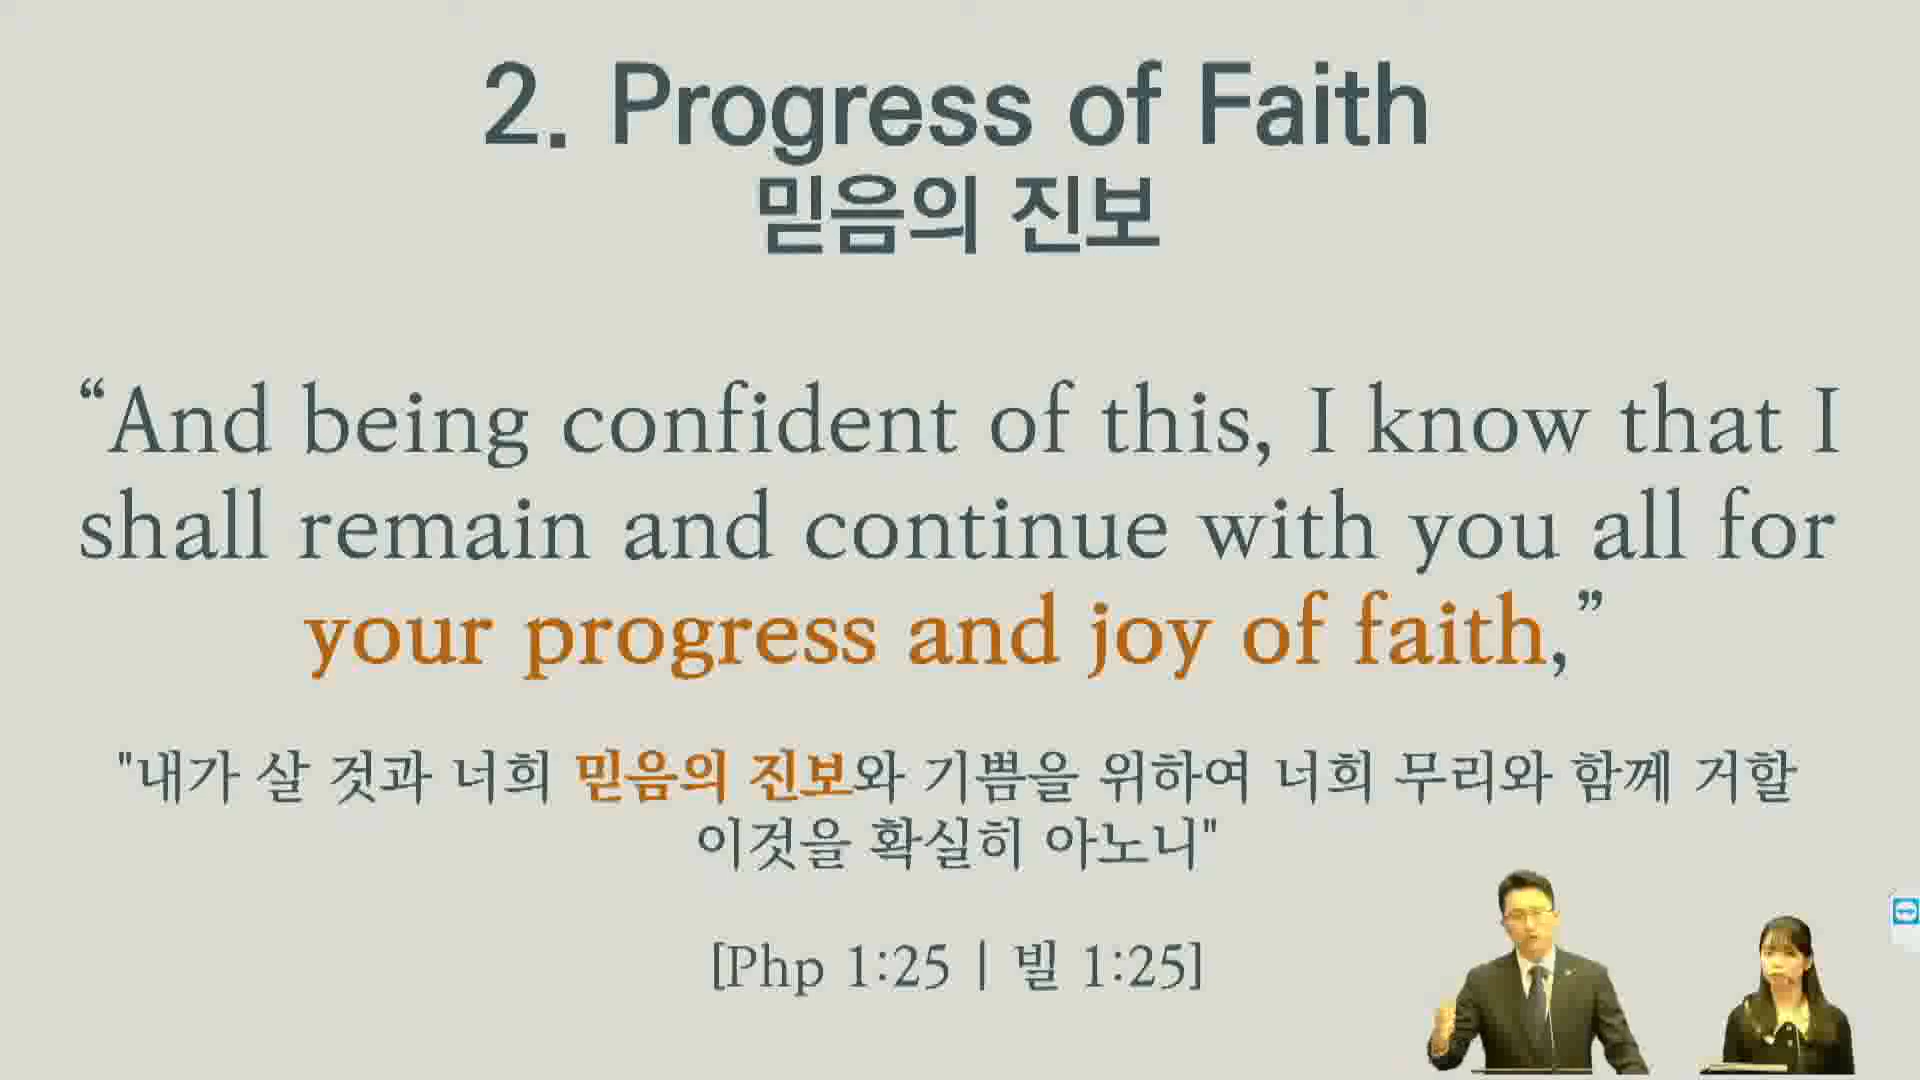 2. Progress of Faith
믿음의 진보
“And being confident of this, I know that I
shall remain and continue with you all for
your progress and joy of faith,”
"내가 살 것과 너희 믿음의 진보와 기쁨을 위하여 너희 무리와 함께 거할
이것을 확실히 아노니"
[Php 1:25 | 빌 1:25]